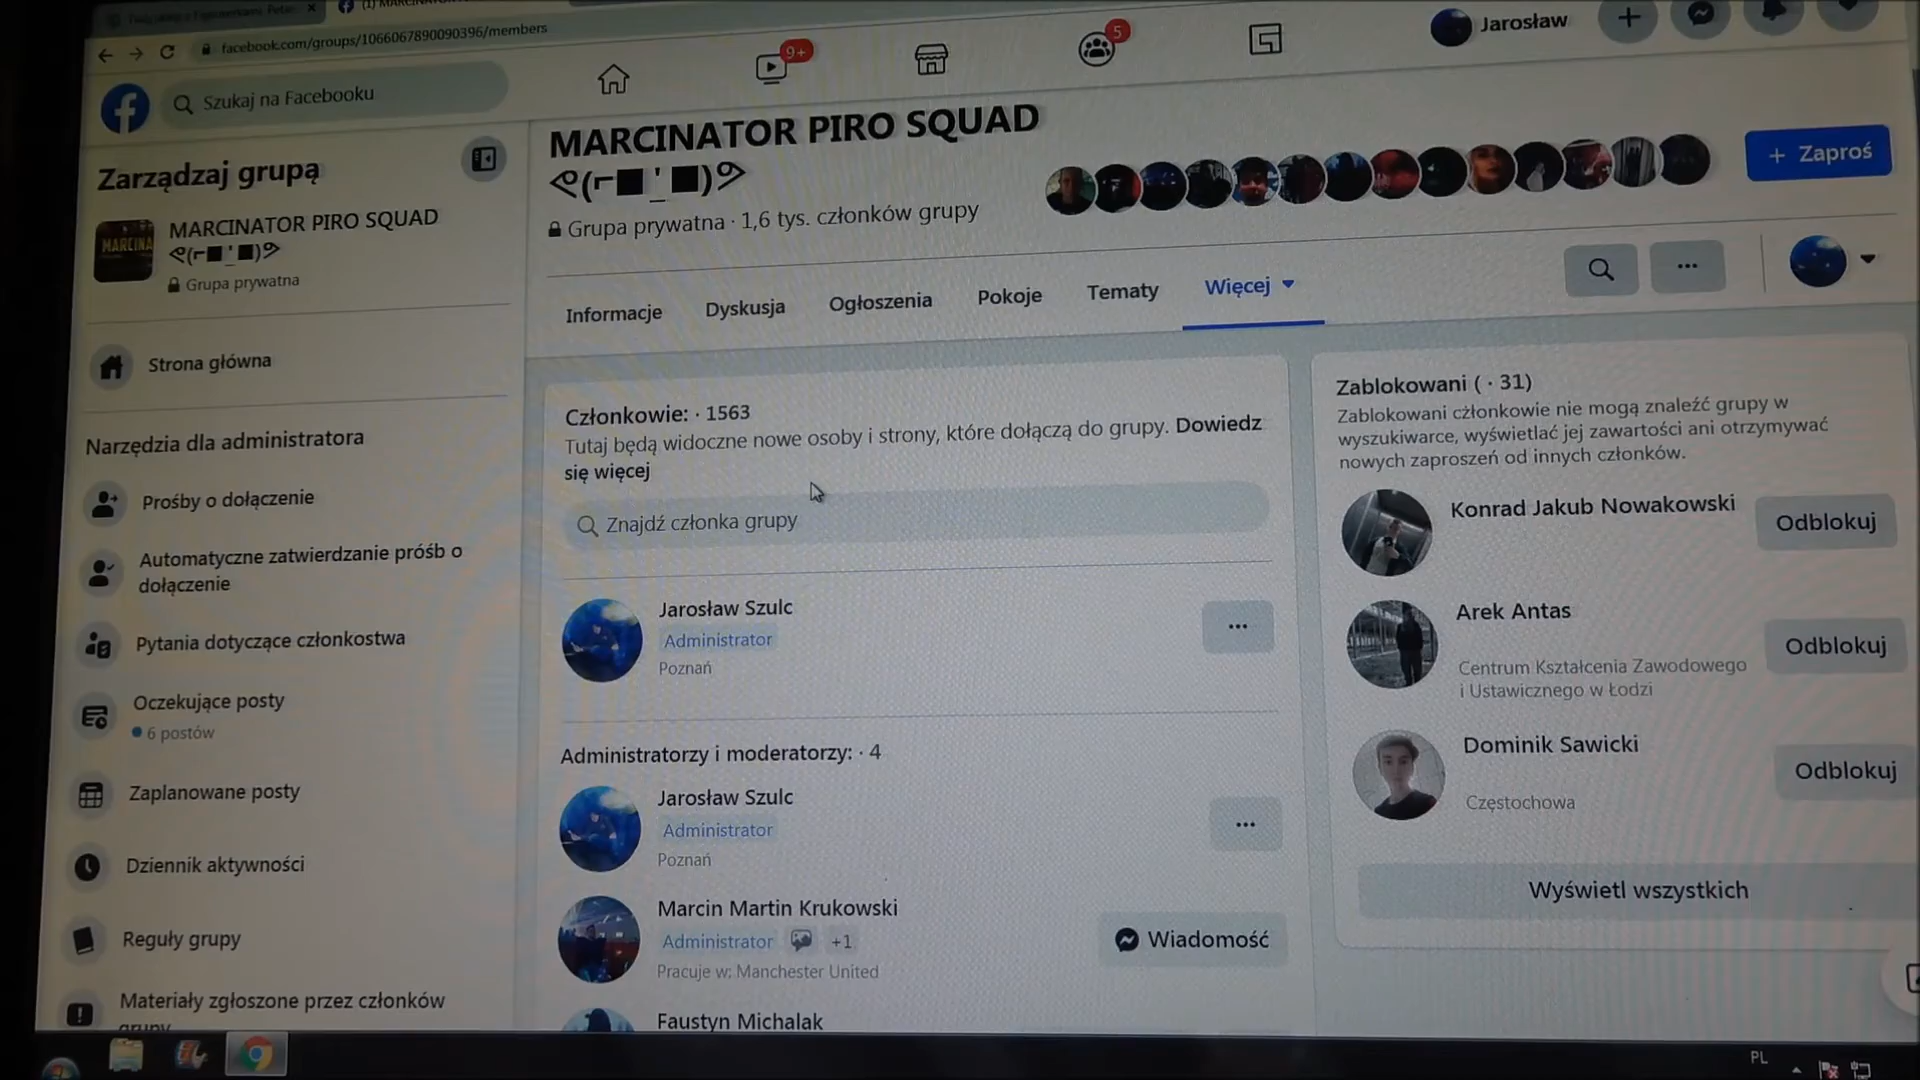 facebook.com/groups/1066067890090396/members
Szukaj na Facebooku
9+
5
Jarosław
Zarządzaj grupą
MARCINATOR PIRO SQUAD
ᕙ(⌐■_■)ᕗ
Grupa prywatna
Strona główna
Narzędzia dla administratora
Prośby o dołączenie
Automatyczne zatwierdzanie próśb o
dołączenie
Pytania dotyczące członkostwa
Oczekujące posty
6 postów
Zaplanowane posty
Dziennik aktywności
Reguły grupy
Materiały zgłoszone przez członków
grupy
MARCINATOR PIRO SQUAD
ᕙ(⌐■_'■)ᕗ
Grupa prywatna · 1,6 tys. członków grupy
+ Zaproś
Informacje
Dyskusja
Ogłoszenia
Pokoje
Tematy
Więcej
Członkowie: · 1563
Tutaj będą widoczne nowe osoby i strony, które dołączą do grupy. Dowiedz
się więcej
Znajdź członka grupy
Jarosław Szulc
Administrator
Poznań
Administratorzy i moderatorzy: · 4
Jarosław Szulc
Administrator
Poznań
Marcin Martin Krukowski
Administrator +1
Pracuje w: Manchester United
Wiadomość
Faustyn Michalak
Zablokowani ( · 31)
Zablokowani członkowie nie mogą znaleźć grupy w
wyszukiwarce, wyświetlać jej zawartości ani otrzymywać
nowych zaproszeń od innych członków.
Konrad Jakub Nowakowski
Odblokuj
Arek Antas
Centrum Kształcenia Zawodowego
i Ustawicznego w Łodzi
Odblokuj
Dominik Sawicki
Częstochowa
Odblokuj
Wyświetl wszystkich
PL